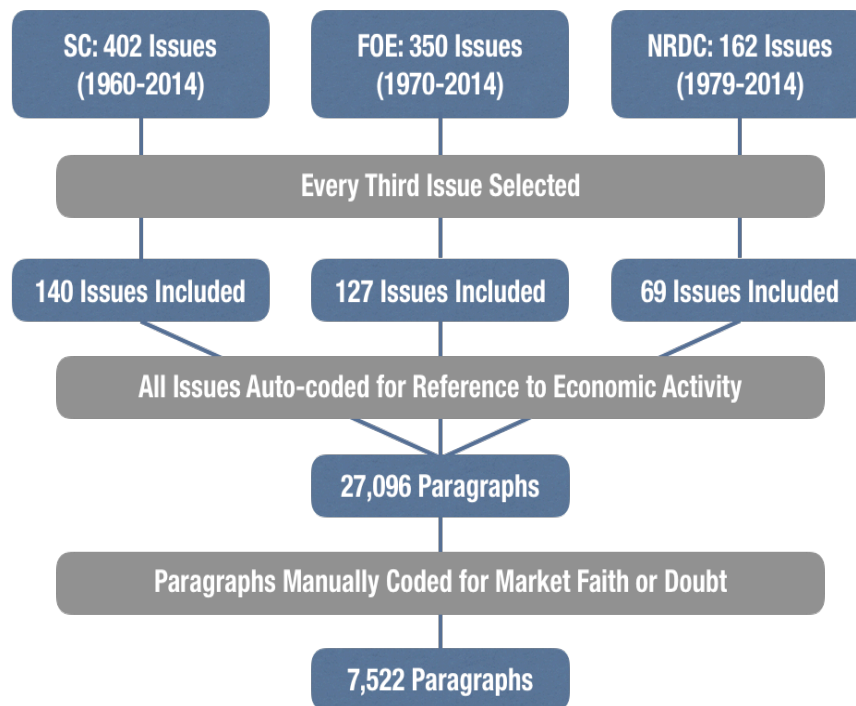 SC: 402 Issues
(1960-2014)
FOE: 350 Issues
(1970-2014)
NRDC: 162 Issues
(1979-2014)
Every Third Issue Selected
140 Issues Included
127 Issues Included
69 Issues Included
All Issues Auto-coded for Reference to Economic Activity
27,096 Paragraphs
Paragraphs Manually Coded for Market Faith or Doubt
7,522 Paragraphs